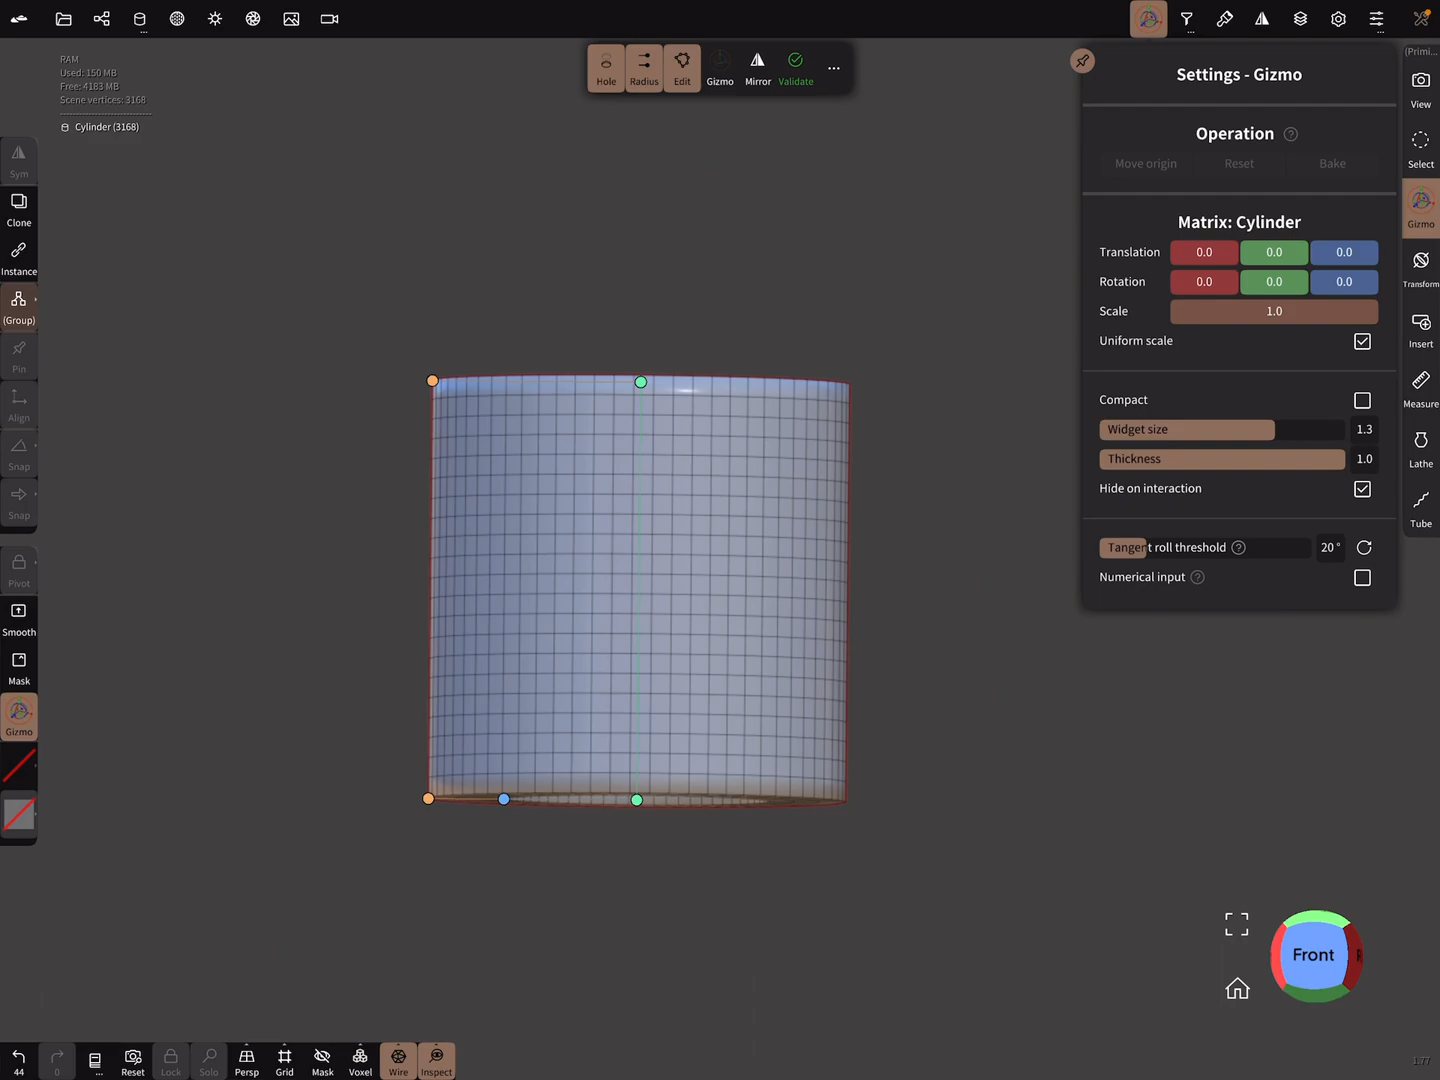 RAM
Used: 150 MB
Free: 4183 MB
Scene vertices: 3168
Cylinder (3168)
Hole
Radius
Edit
Gizmo
Mirror
Validate
...
Settings - Gizmo
Operation ?
Move origin Reset Bake
Matrix: Cylinder
Translation 0.0 0.0 0.0
Rotation 0.0 0.0 0.0
Scale 1.0
Uniform scale
Compact
Widget size 1.3
Thickness 1.0
Hide on interaction
Tangent roll threshold ? 20 °
Numerical input ?
(Primi...
View
Select
Gizmo
Transform
Insert
Measure
Lathe
Tube
Sym
Clone
Instance
(Group)
Pin
Align
Snap
Snap
Pivot
Smooth
Mask
Gizmo
Front
R
44
0
...
Reset
Lock
Solo
Persp
Grid
Mask
Voxel
Wire
Inspect
1.77